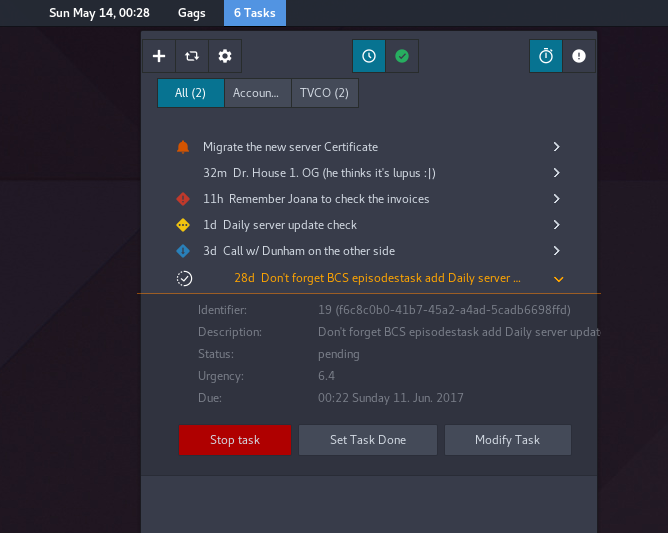 Sun May 14, 00:28 Gags 6 Tasks
All (2) Accoun... TVCO (2)
Migrate the new server Certificate
32m Dr. House 1. OG (he thinks it's lupus :|)
11h Remember Joana to check the invoices
1d Daily server update check
3d Call w/ Dunham on the other side
28d Don't forget BCS episodestask add Daily server ...
Identifier: 19 (f6c8c0b0-41b7-45a2-a4ad-5cadb6698ffd)
Description: Don't forget BCS episodestask add Daily server updat
Status: pending
Urgency: 6.4
Due: 00:22 Sunday 11. Jun. 2017
Stop task Set Task Done Modify Task